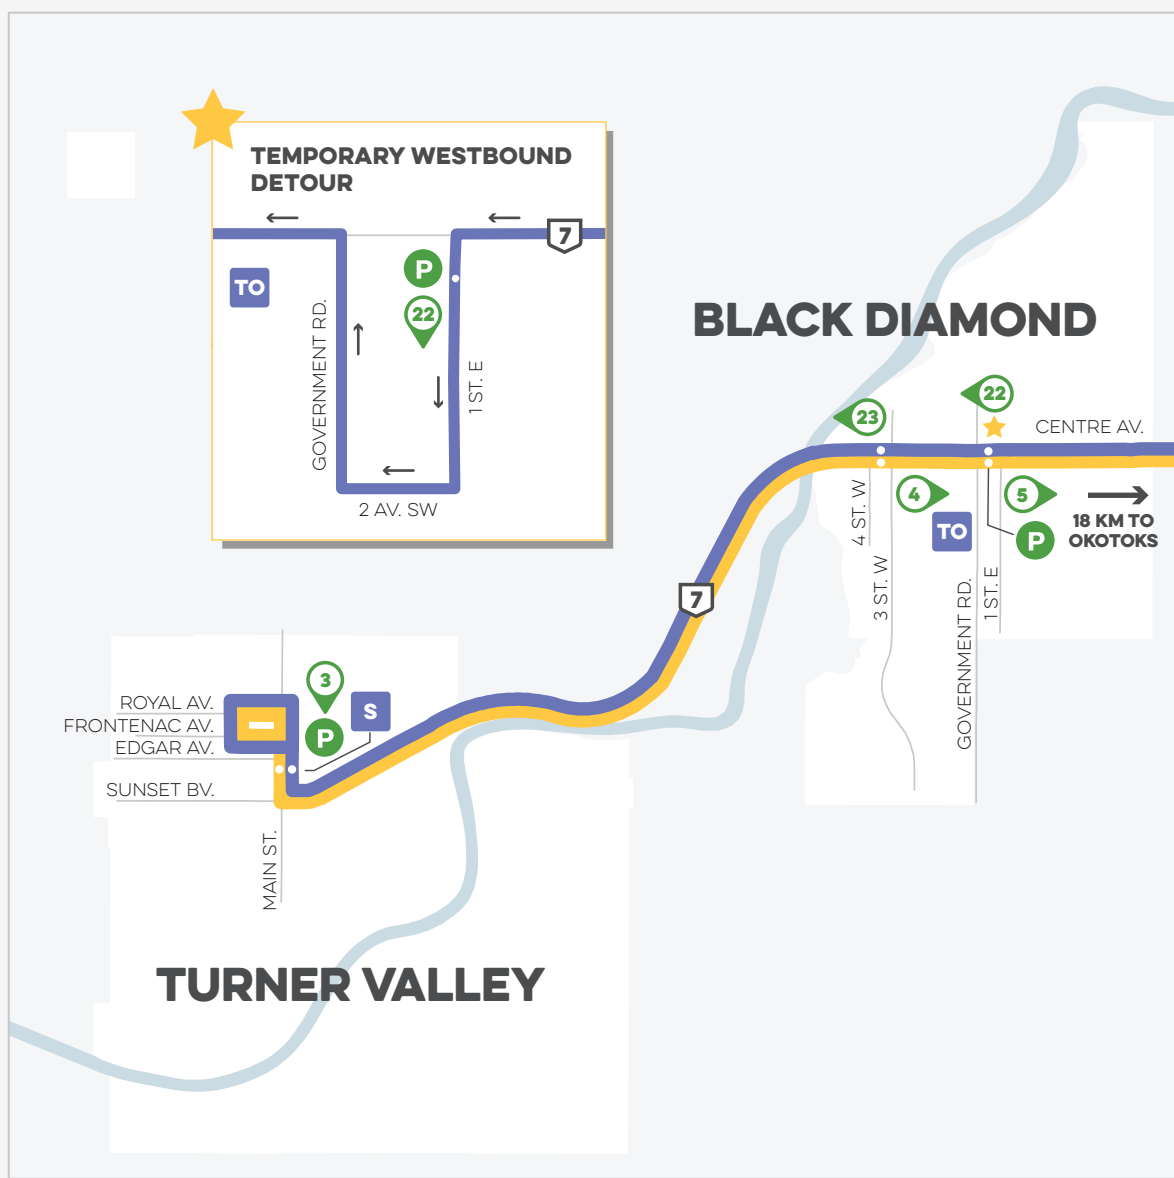 TEMPORARY WESTBOUND
DETOUR
7
P
TO
22
GOVERNMENT RD.
1 ST. E
2 AV. SW
BLACK DIAMOND
22
23
CENTRE AV.
4
5
4 ST. W
TO
P
18 KM TO
OKOTOKS
3 ST. W
1 ST. E
GOVERNMENT RD.
7
3
S
P
ROYAL AV.
FRONTENAC AV.
EDGAR AV.
SUNSET BV.
MAIN ST.
TURNER VALLEY